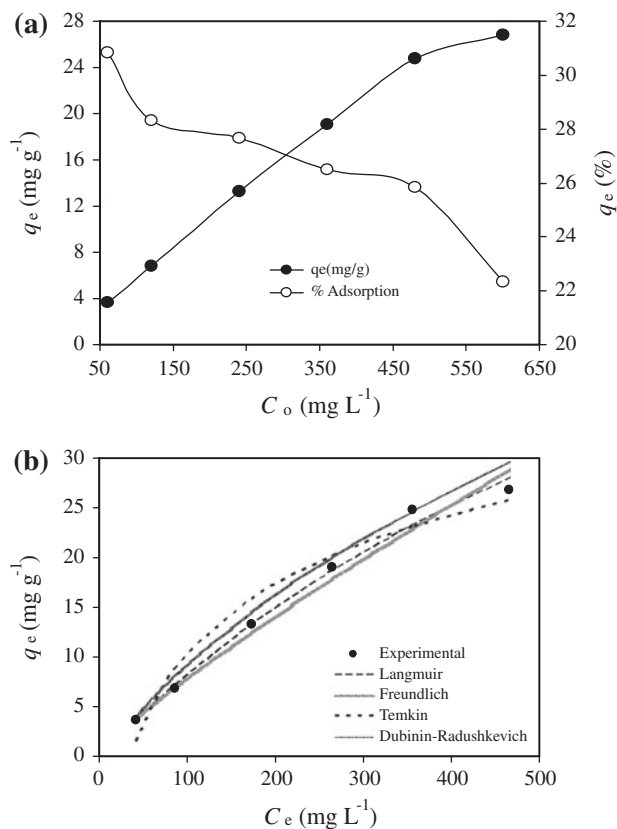 (a)
28
24
20
16
12
8
4
0
q e (mg g-1)
32
30
28
26
24
22
20
q e (%)
qe(mg/g)
% Adsorption
50 150 250 350 450 550 650
C o (mg L-1)
(b)
30
25
20
15
10
5
0
q e (mg g-1)
Experimental
Langmuir
Freundlich
Temkin
Dubinin-Radushkevich
0 100 200 300 400 500
C e (mg L-1)